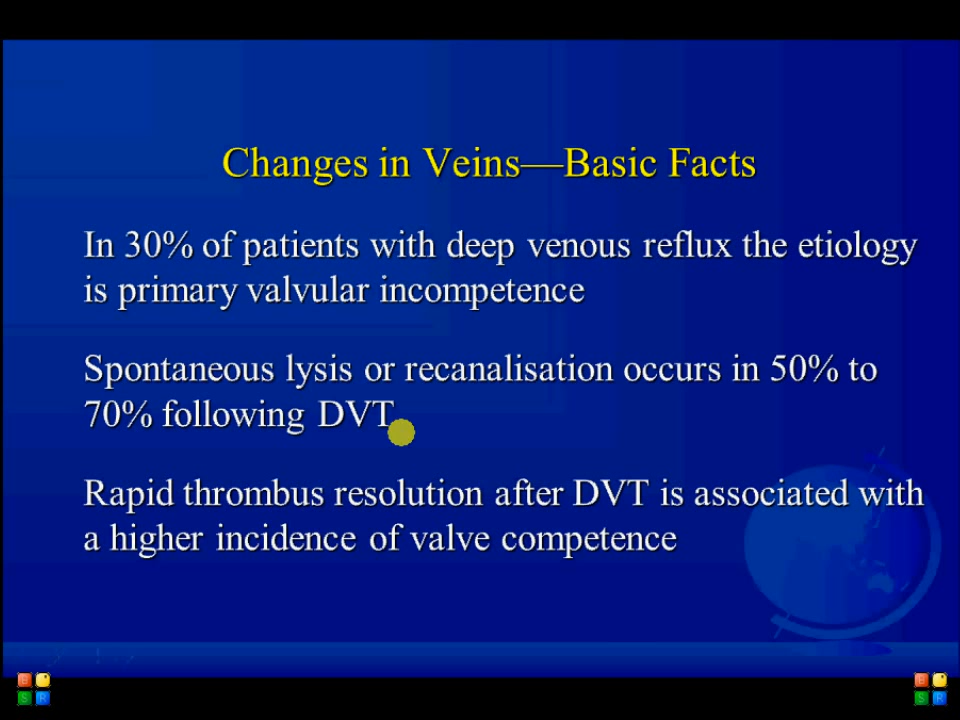 Changes in Veins—Basic Facts
In 30% of patients with deep venous reflux the etiology
is primary valvular incompetence
Spontaneous lysis or recanalisation occurs in 50% to
70% following DVT
Rapid thrombus resolution after DVT is associated with
a higher incidence of valve competence
B
S R
B
S R